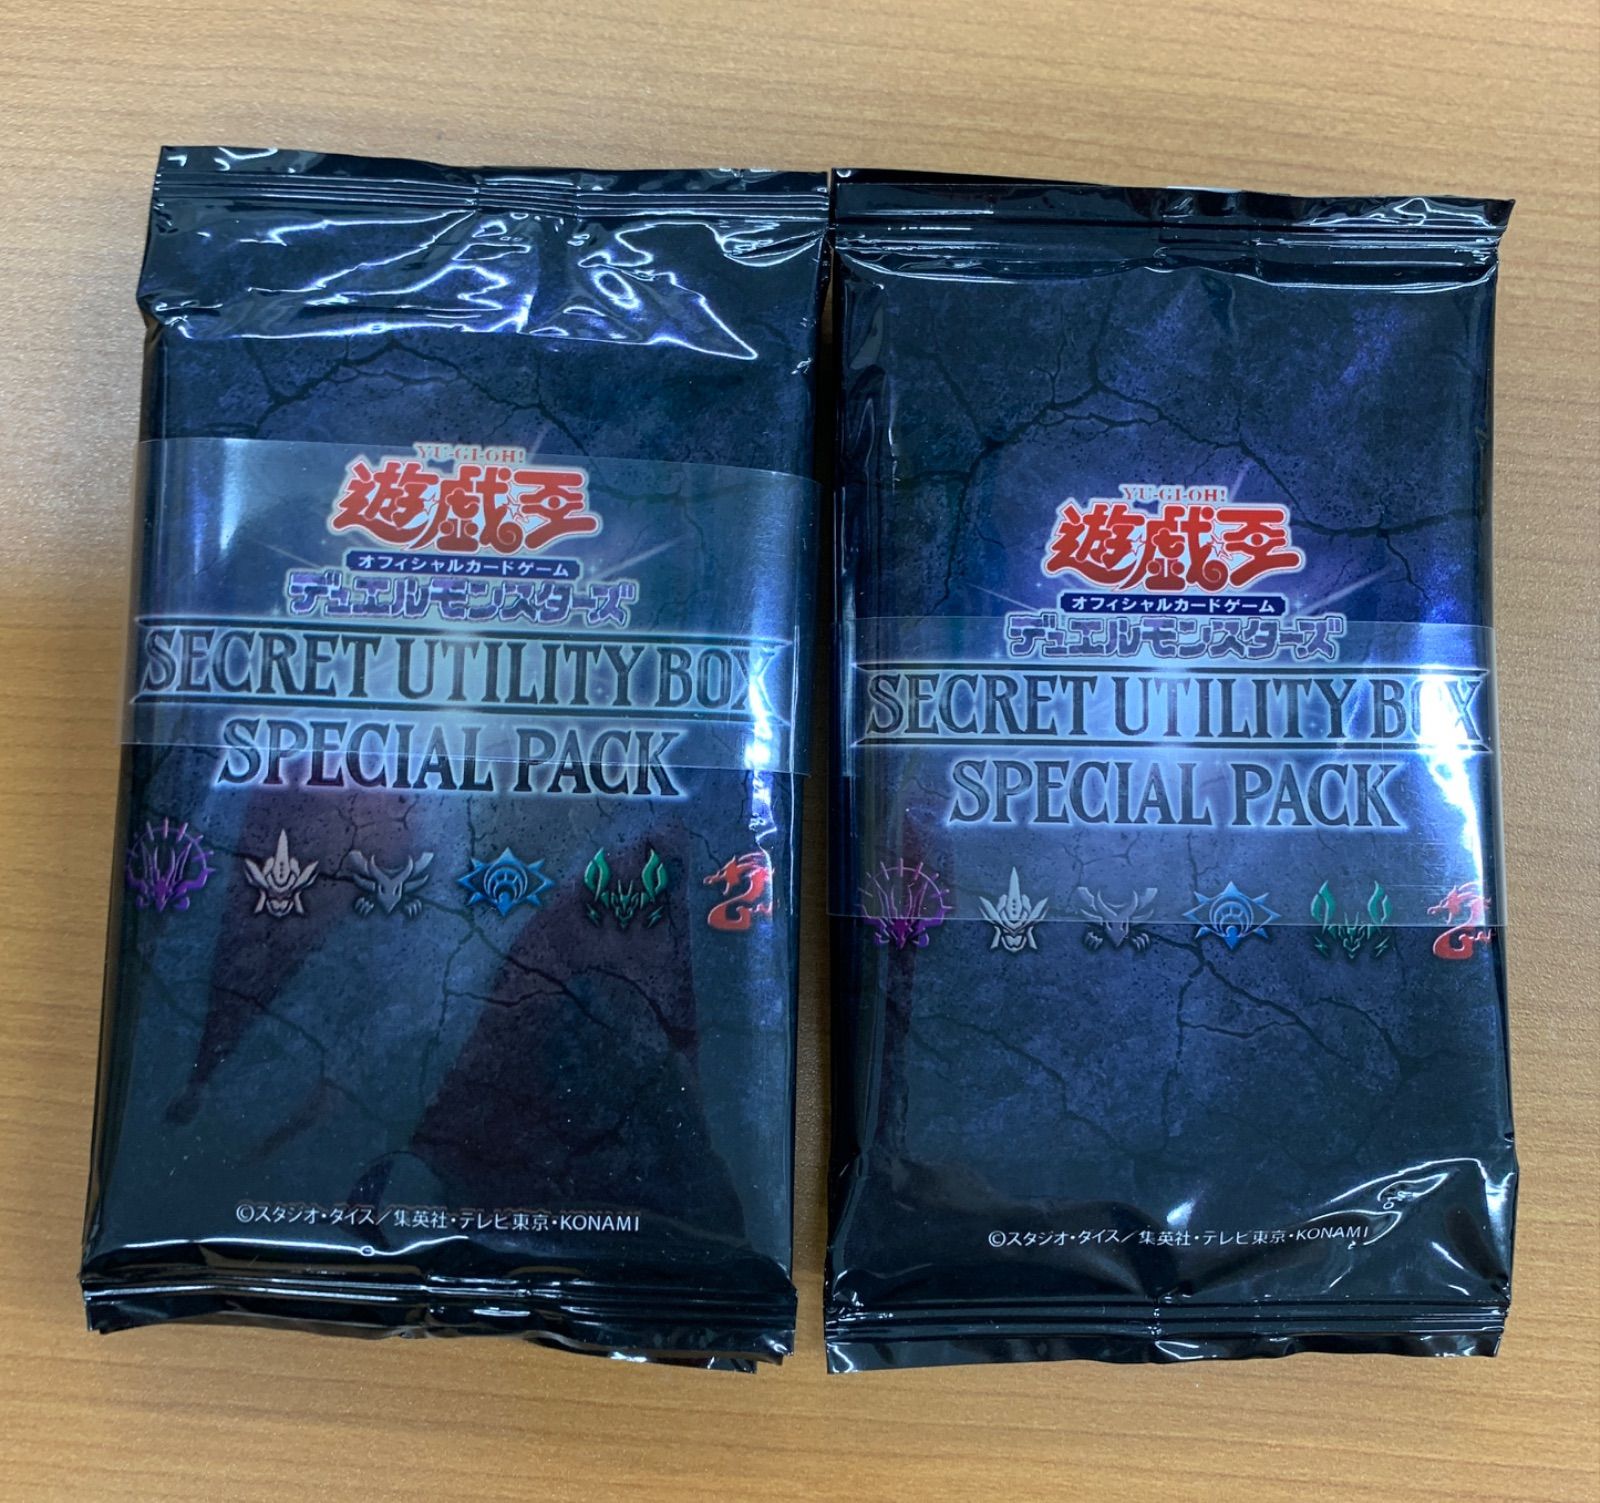 YU-GI-OH!
遊戯王
オフィシャルカードゲーム
デュエルモンスターズ
SECRET UTILITY BOX
SPECIAL PACK
©スタジオ・ダイス/集英社・テレビ東京・KONAMI
YU-GI-OH!
遊戯王
オフィシャルカードゲーム
デュエルモンスターズ
SECRET UTILITY BOX
SPECIAL PACK
©スタジオ・ダイス/集英社・テレビ東京・KONAMI